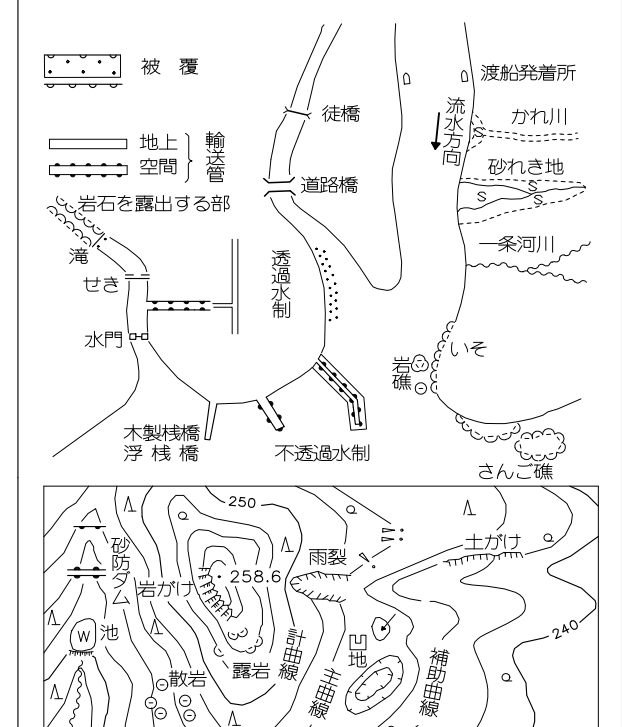 被 覆
渡船発着所
徒橋
流水方向
かれ川
地上
空間
輸送管
砂れき地
道路橋
岩石を露出する部
滝
透過水制
一条河川
せき
水門
いそ
岩礁
木製桟橋
浮 桟 橋
不透過水制
さんご礁
250
砂防ダム
雨裂
土がけ
岩がけ
258.6
池
W
計曲線
凹地
補助曲線
240
露岩
散岩
主曲線